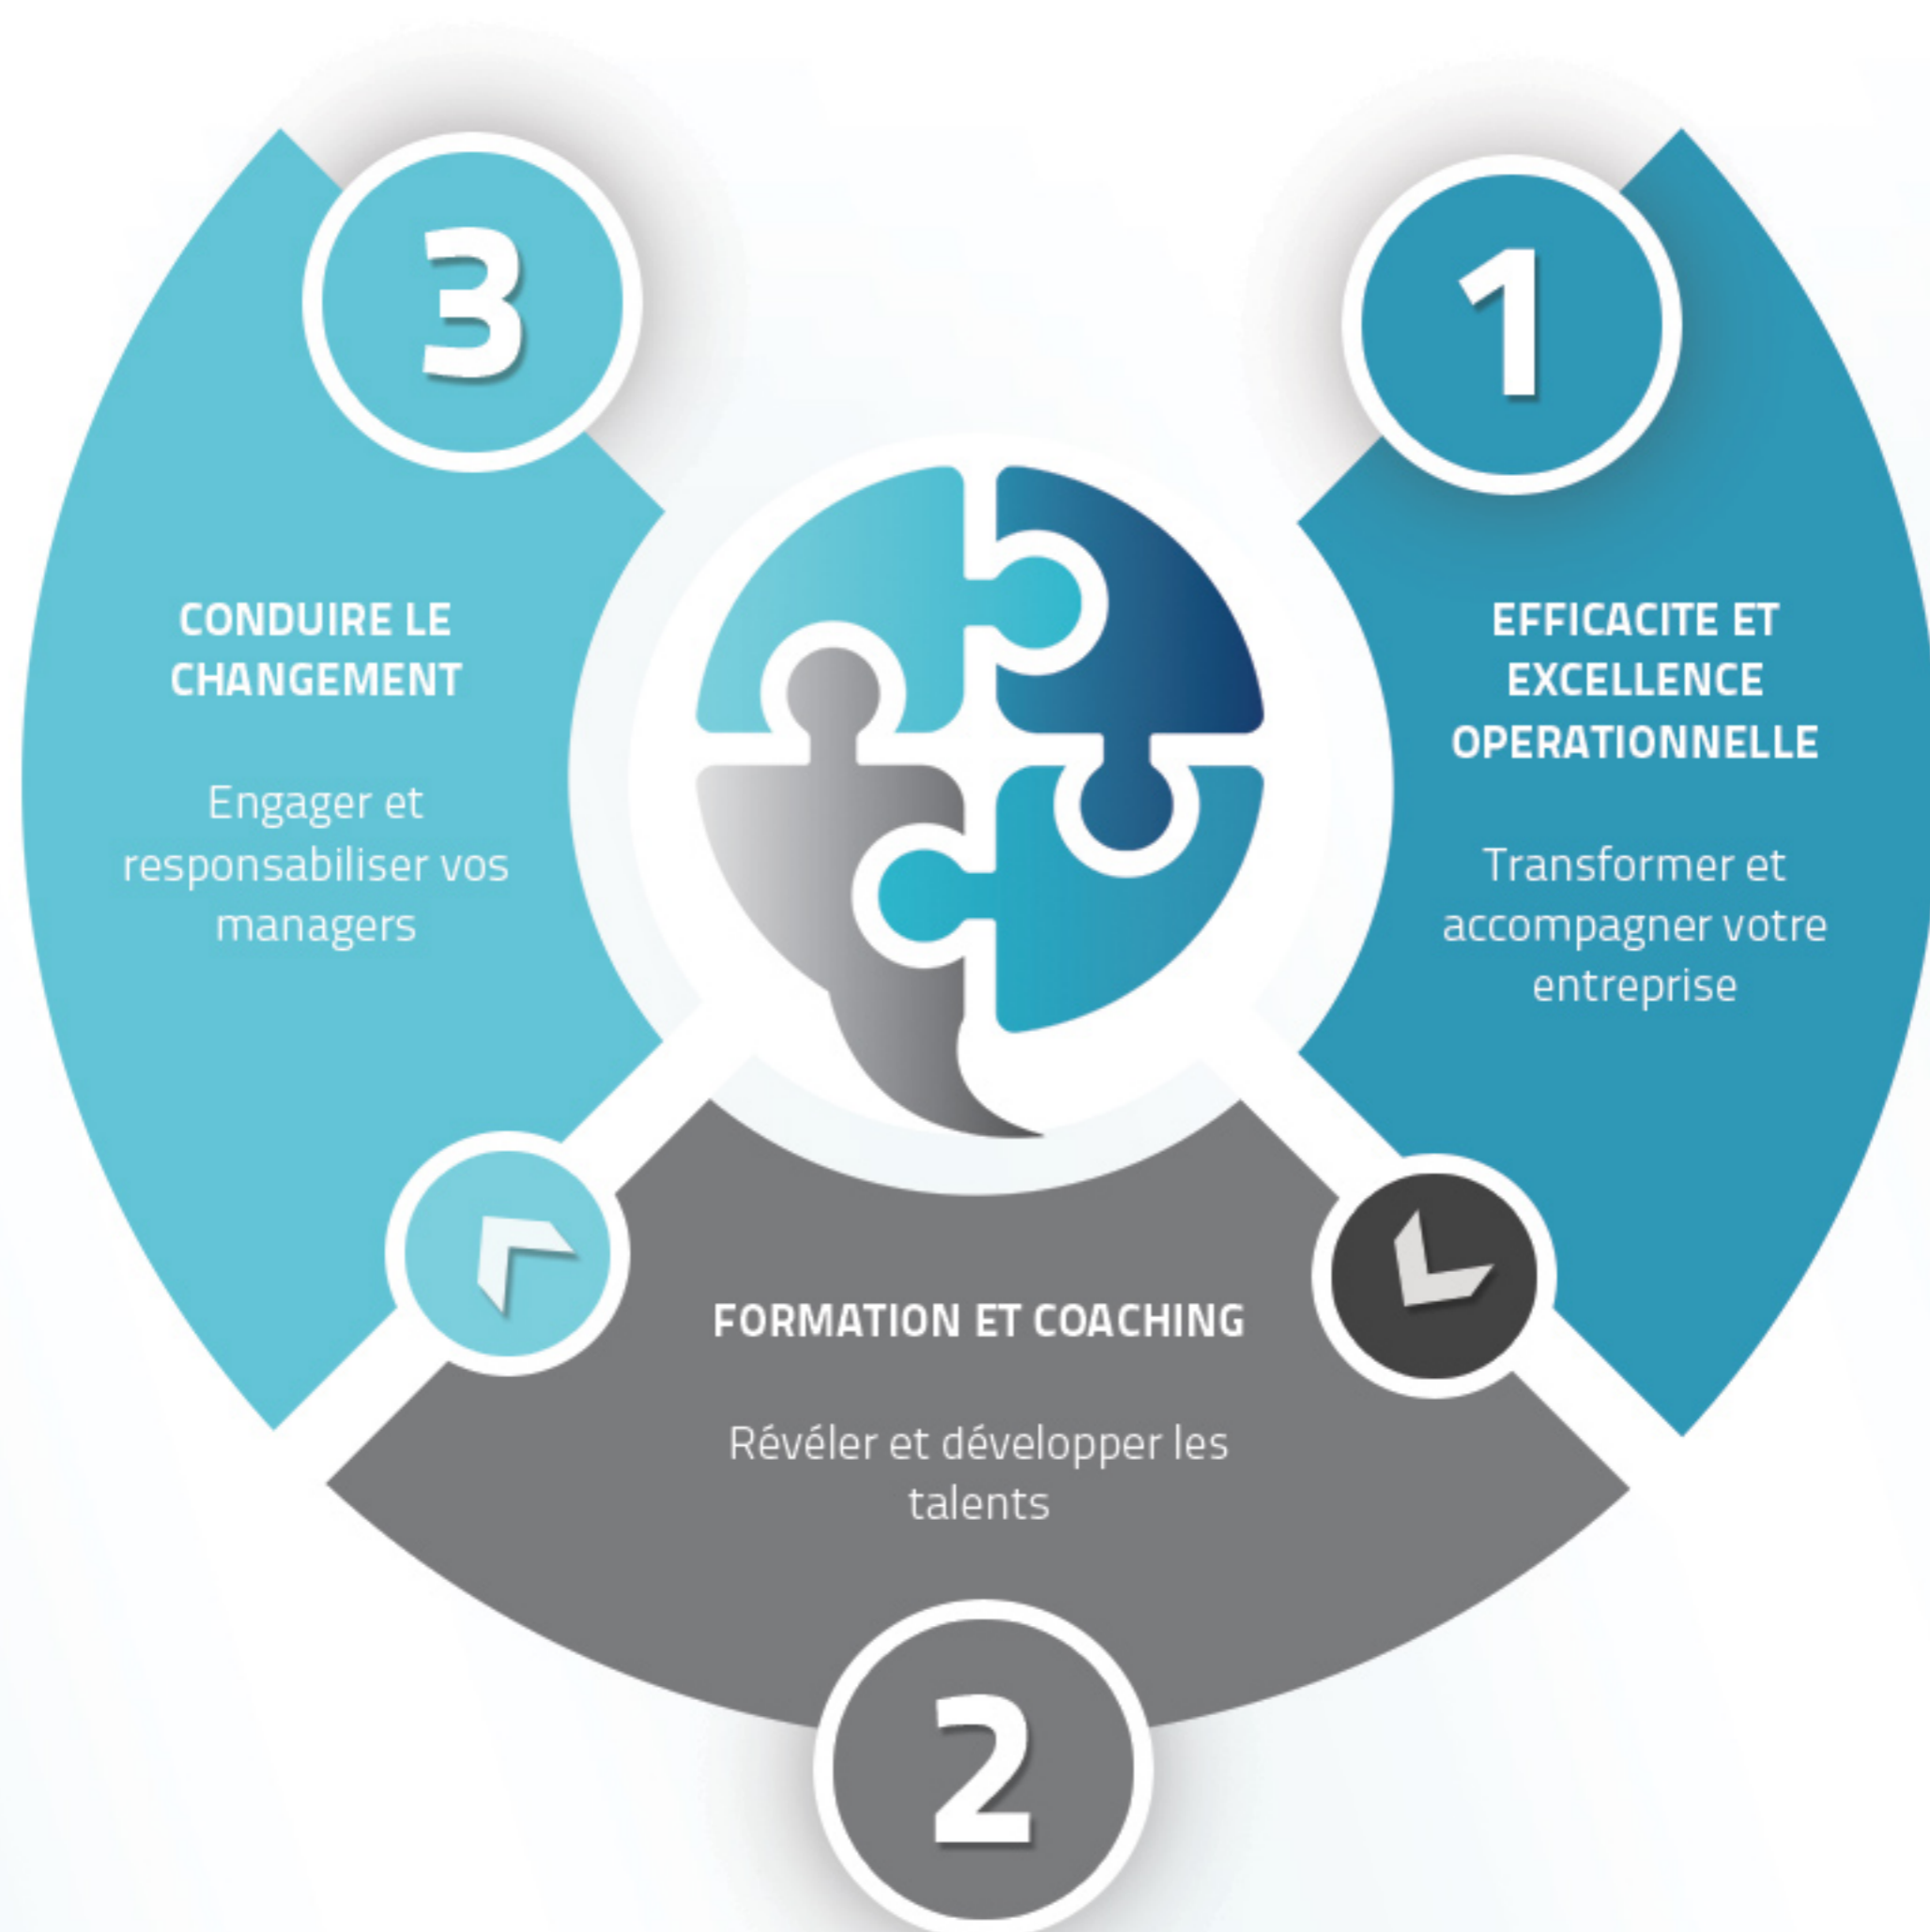 3
CONDUIRE LE
CHANGEMENT
Engager et
responsabiliser vos
managers
1
EFFICACITE ET
EXCELLENCE
OPERATIONNELLE
Transformer et
accompagner votre
entreprise
FORMATION ET COACHING
Révéler et développer les
talents
2